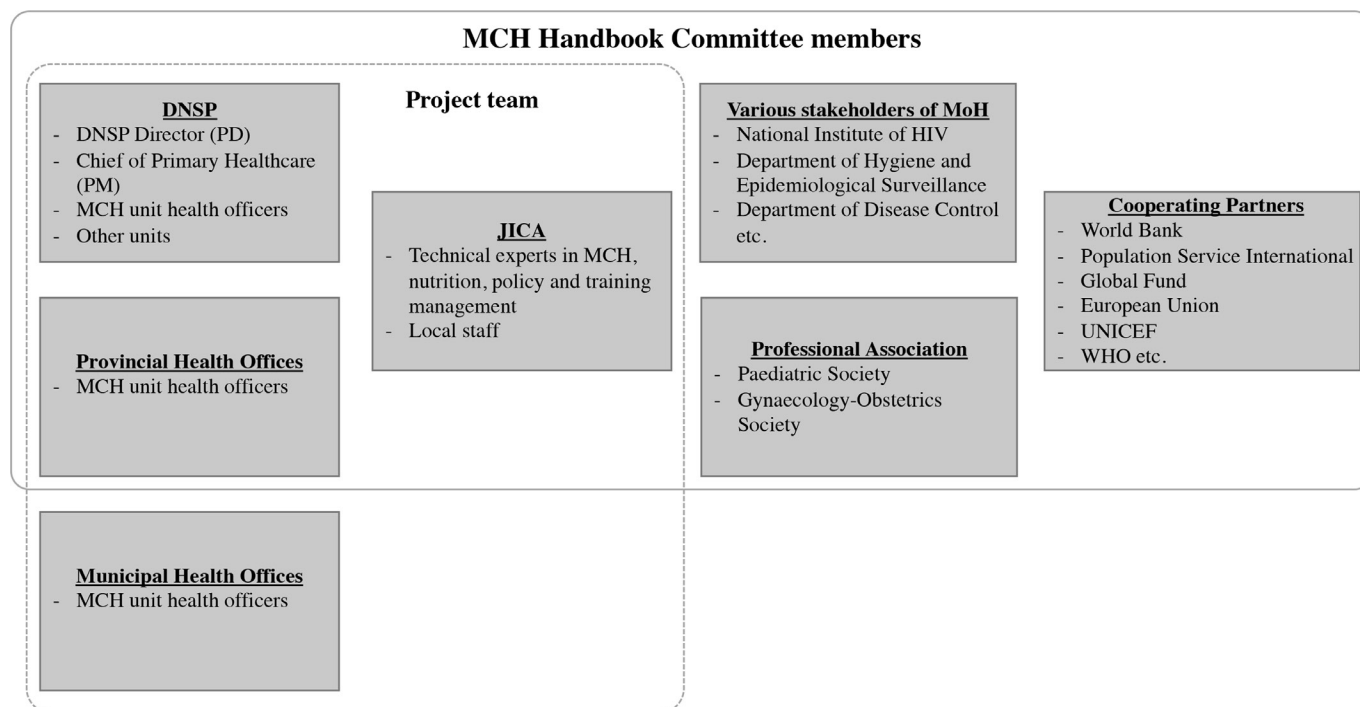 MCH Handbook Committee members
Project team
DNSP
- DNSP Director (PD)
- Chief of Primary Healthcare
(PM)
- MCH unit health officers
- Other units
Provincial Health Offices
- MCH unit health officers
Municipal Health Offices
- MCH unit health officers
JICA
- Technical experts in MCH,
nutrition, policy and training
management
- Local staff
Various stakeholders of MoH
- National Institute of HIV
- Department of Hygiene and
Epidemiological Surveillance
- Department of Disease Control
etc.
Professional Association
- Paediatric Society
- Gynaecology-Obstetrics
Society
Cooperating Partners
- World Bank
- Population Service International
- Global Fund
- European Union
- UNICEF
- WHO etc.